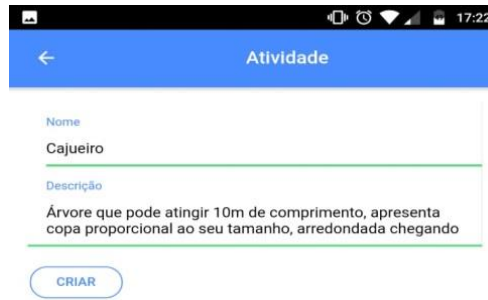 17:22
Atividade
Nome
Cajueiro
Descrição
Árvore que pode atingir 10m de comprimento, apresenta
copa proporcional ao seu tamanho, arredondada chegando
CRIAR